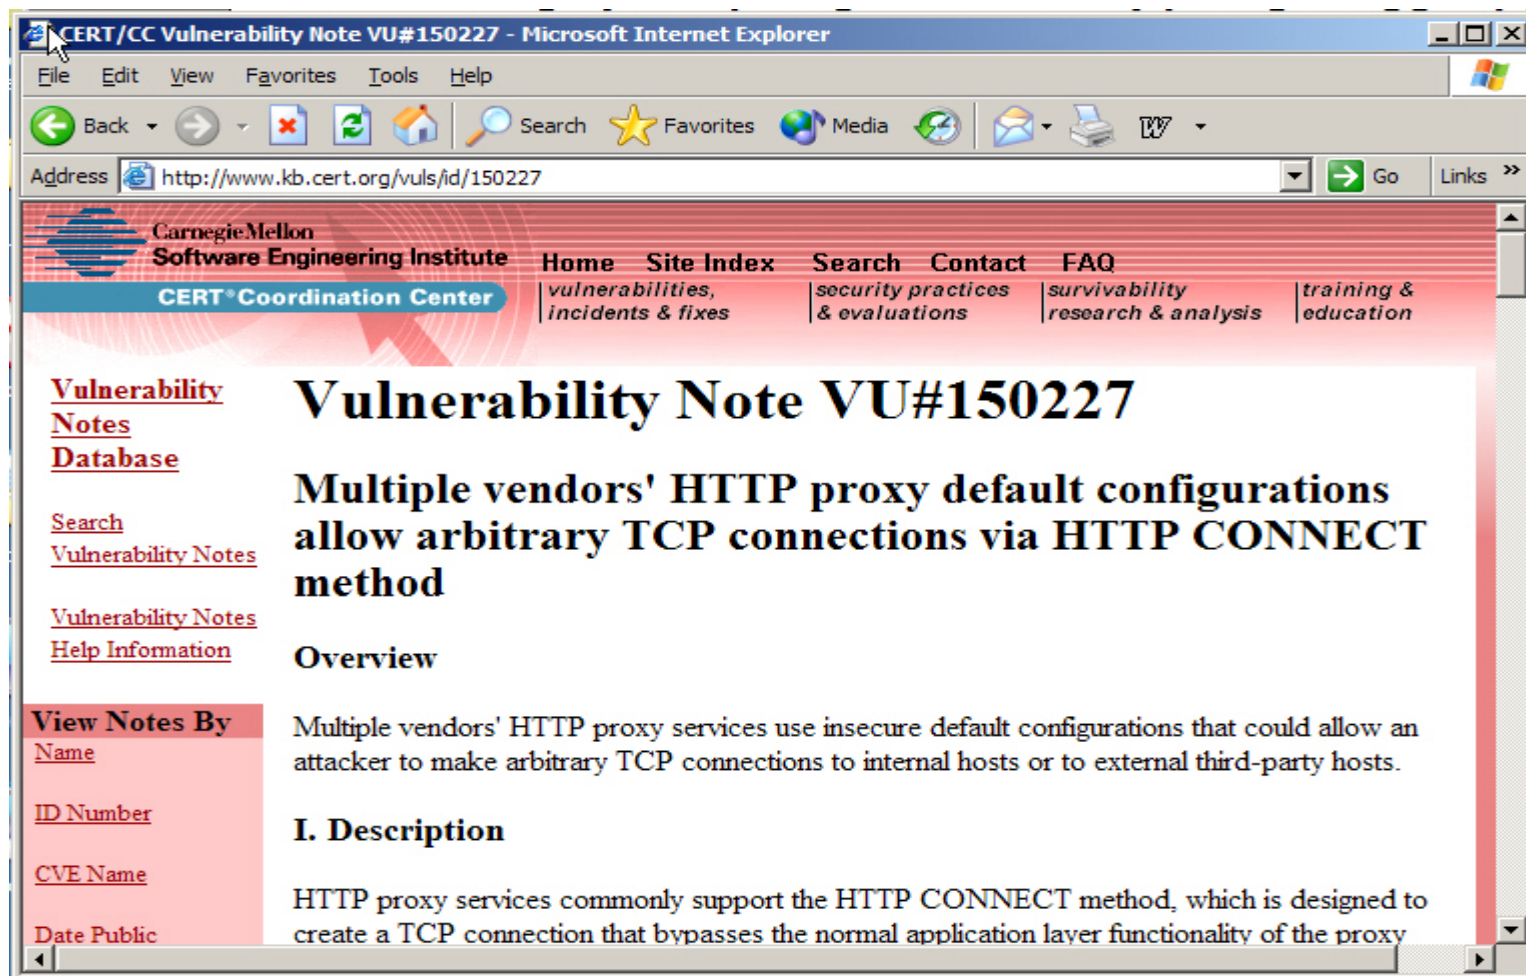 CERT/CC Vulnerability Note VU#150227 - Microsoft Internet Explorer
File Edit View Favorites Tools Help
Back Search Favorites Media
Address http://www.kb.cert.org/vuls/id/150227 Go Links »
CarnegieMellon
Software Engineering Institute
CERT® Coordination Center
Home Site Index Search Contact FAQ
vulnerabilities, security practices survivability training &
incidents & fixes & evaluations research & analysis education
Vulnerability
Notes
Database
Search
Vulnerability Notes
Vulnerability Notes
Help Information
View Notes By
Name
ID Number
CVE Name
Date Public
Vulnerability Note VU#150227
Multiple vendors' HTTP proxy default configurations
allow arbitrary TCP connections via HTTP CONNECT
method
Overview
Multiple vendors' HTTP proxy services use insecure default configurations that could allow an
attacker to make arbitrary TCP connections to internal hosts or to external third-party hosts.
I. Description
HTTP proxy services commonly support the HTTP CONNECT method, which is designed to
create a TCP connection that bypasses the normal application layer functionality of the proxy